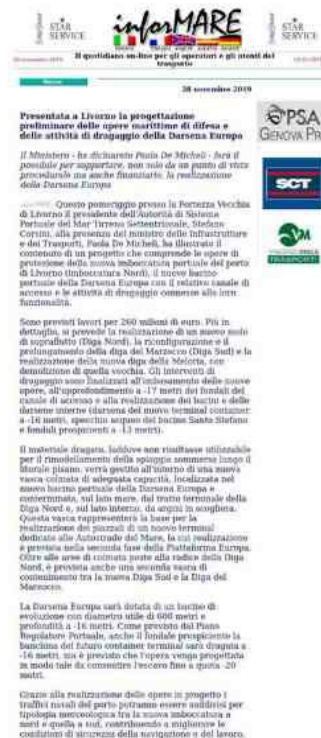 STAR
SERVICE
inforMARE
STAR
SERVICE
Il quotidiano on-line per gli operatori e gli utenti del
trasporto
28 novembre 2019
PSA
GENOVA PR
SCT
Presentata a Livorno la progettazione
preliminare delle opere marittime di difesa e
delle attività di dragaggio della Darsena Europa
Il Ministero - ha dichiarato Paola De Micheli - farà il
possibile per supportare, non solo da un punto di vista
procedurale ma anche finanziario, la realizzazione
della Darsena Europa
Questo pomeriggio presso la Fortezza Vecchia
di Livorno il presidente dell'Autorità di Sistema
Portuale del Mar Tirreno Settentrionale, Stefano
Corsini, alla presenza del ministro delle Infrastrutture
e dei Trasporti, Paola De Micheli, ha illustrato il
contenuto di un progetto che comprende le opere di
protezione della nuova imboccatura portuale del porto
di Livorno (Imboccatura Nord), il nuovo bacino
portuale della Darsena Europa con il relativo canale di
accesso e le attività di dragaggio connesse alle loro
funzionalità.
Sono previsti lavori per 260 milioni di euro. Più in
dettaglio, si prevede la realizzazione di un nuovo molo
di sopraflutto (Diga Nord), la riconfigurazione e il
prolungamento della diga del Marzocco (Diga Sud) e la
realizzazione della nuova diga della Meloria, con
demolizione di quella vecchia. Gli interventi di
dragaggio sono finalizzati all'imbasamento delle nuove
opere, all'approfondimento a -17 metri dei fondali del
canale di accesso e alla realizzazione dei bacini e delle
darsene interne (darsena del nuovo terminal container
a -16 metri, specchio acqueo del bacino Santo Stefano
e fondali prospicienti a -13 metri).
Il materiale dragato, laddove non risultasse utilizzabile
per il rimodellamento della spiaggia sommersa lungo il
litorale pisano, verrà gestito all'interno di una nuova
vasca colmata di adeguata capacità, localizzata nel
nuovo bacino portuale della Darsena Europa e
conterminata, sul lato mare, dal tratto terminale della
Diga Nord e, sul lato interno, da argini in scogliera.
Questa vasca rappresenterà la base per la
realizzazione dei piazzali di un nuovo terminal
dedicato alle Autostrade del Mare, la cui realizzazione
è prevista nella seconda fase della Piattaforma Europa.
Oltre alle aree di colmata poste alla radice della Diga
Nord, è prevista anche una seconda vasca di
contenimento tra la nuova Diga Sud e la Diga del
Marzocco.
La Darsena Europa sarà dotata di un bacino di
evoluzione con diametro utile di 600 metri e
profondità a -16 metri. Come previsto dal Piano
Regolatore Portuale, anche il fondale prospiciente la
banchina del futuro container terminal sarà dragato a
-16 metri, ma è previsto che l'opera venga progettata
in modo tale da consentire l'escavo fino a quota -20
metri.
Grazie alla realizzazione delle opere in progetto i
traffici navali del porto potranno essere suddivisi per
tipologia merceologica tra la nuova imboccatura a
nord e quella a sud, contribuendo a migliorare le
condizioni di sicurezza della navigazione e del lavoro.